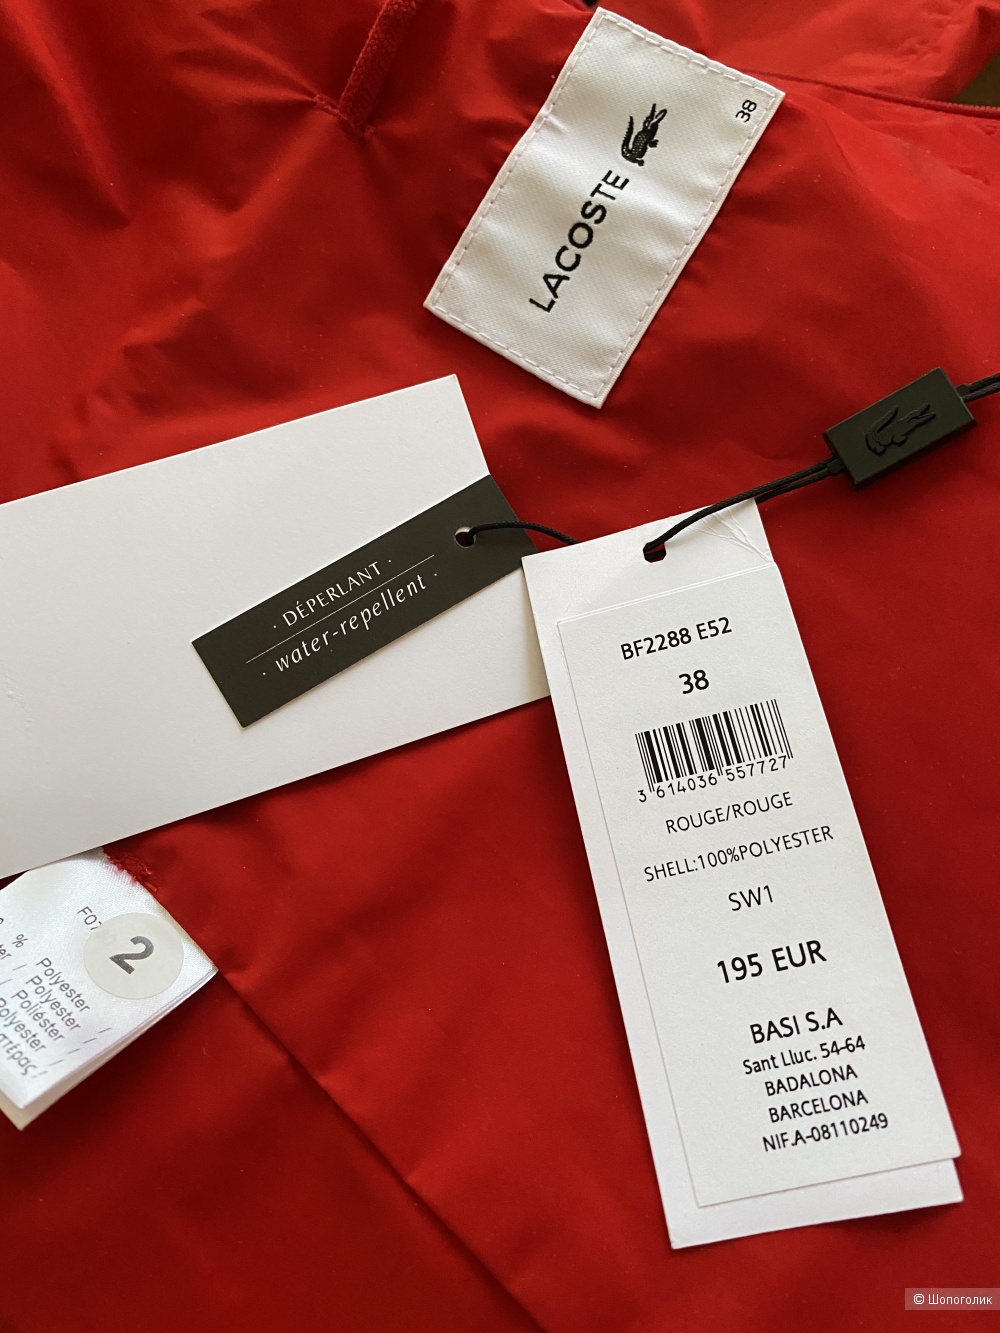 LACOSTE
38
· DÉPERLANT ·
· water-repellent ·
BF2288 E52
38
3 614036 557727
ROUGE/ROUGE
SHELL:100%POLYESTER
SW1
195 EUR
BASI S.A
Sant Lluc. 54-64
BADALONA
BARCELONA
NIF.A-08110249
2
% Polyester /
/ Polyester /
/ Poliéster /
Polyester /
© Шопоголик